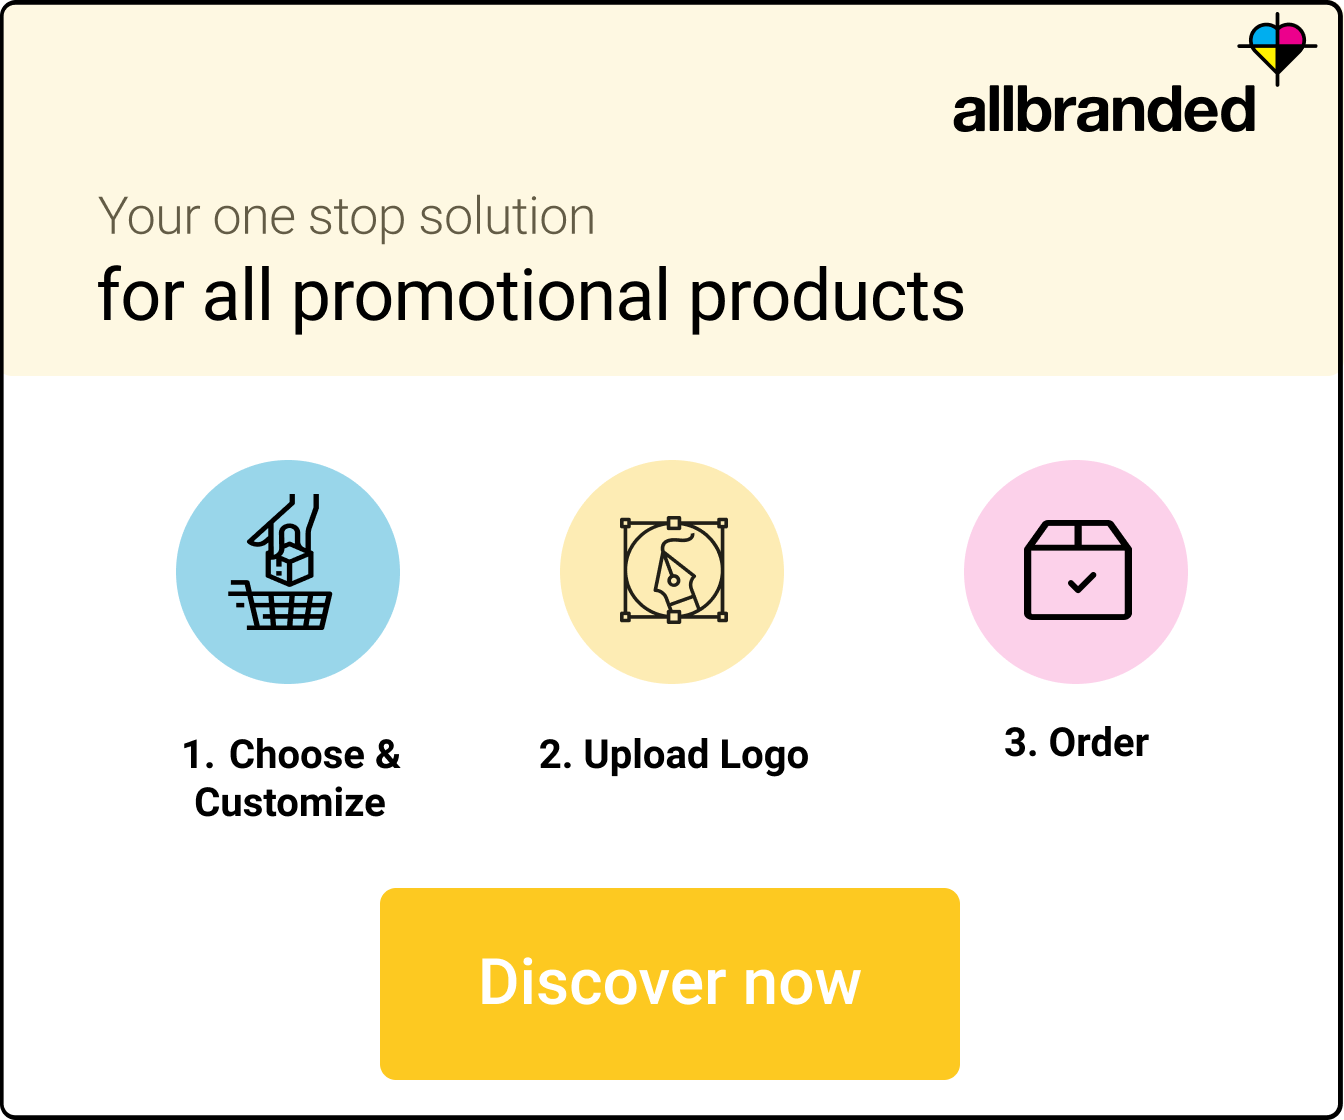 allbranded
Your one stop solution
for all promotional products
1. Choose &
Customize
2. Upload Logo
3. Order
Discover now